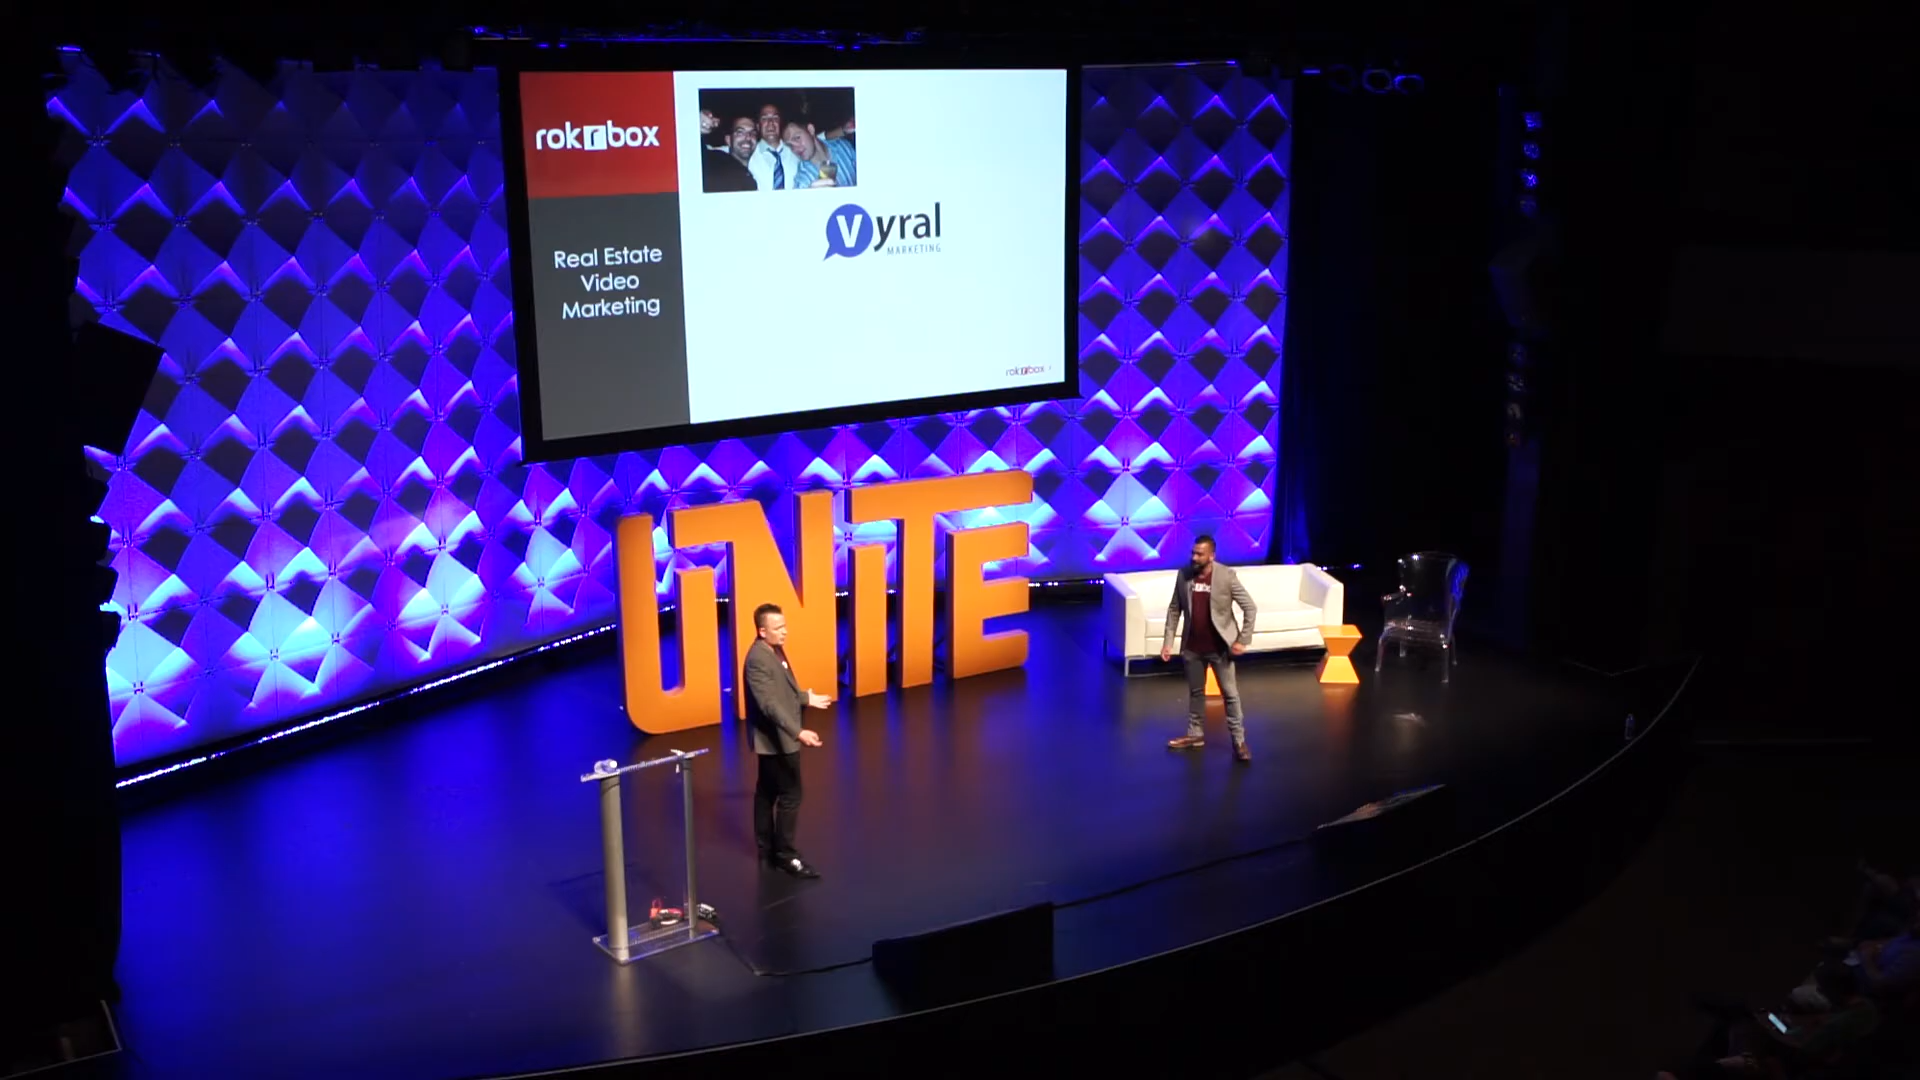 rokrbox
Real Estate
Video
Marketing
Vyral
MARKETING
rokrbox
UNITE